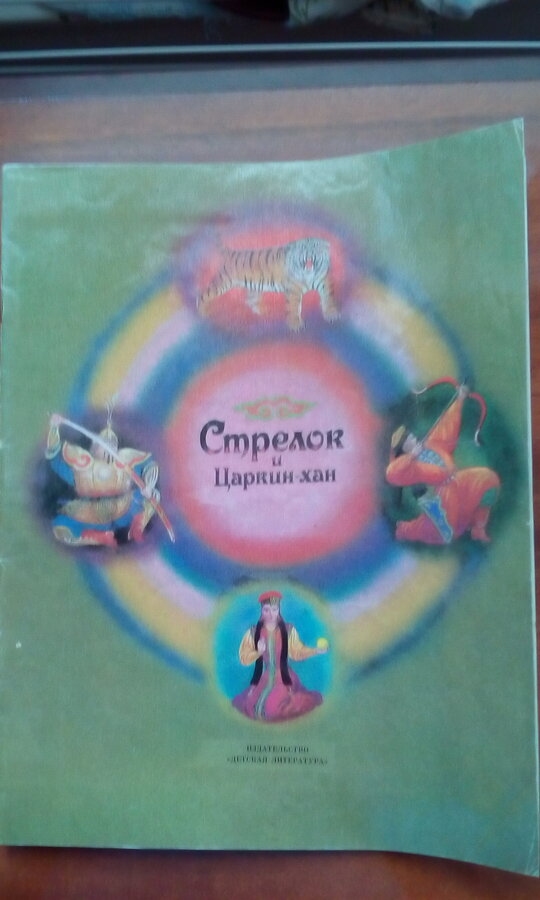 Стрелок
и
Царкин-хан
ИЗДАТЕЛЬСТВО
«ДЕТСКАЯ ЛИТЕРАТУРА»